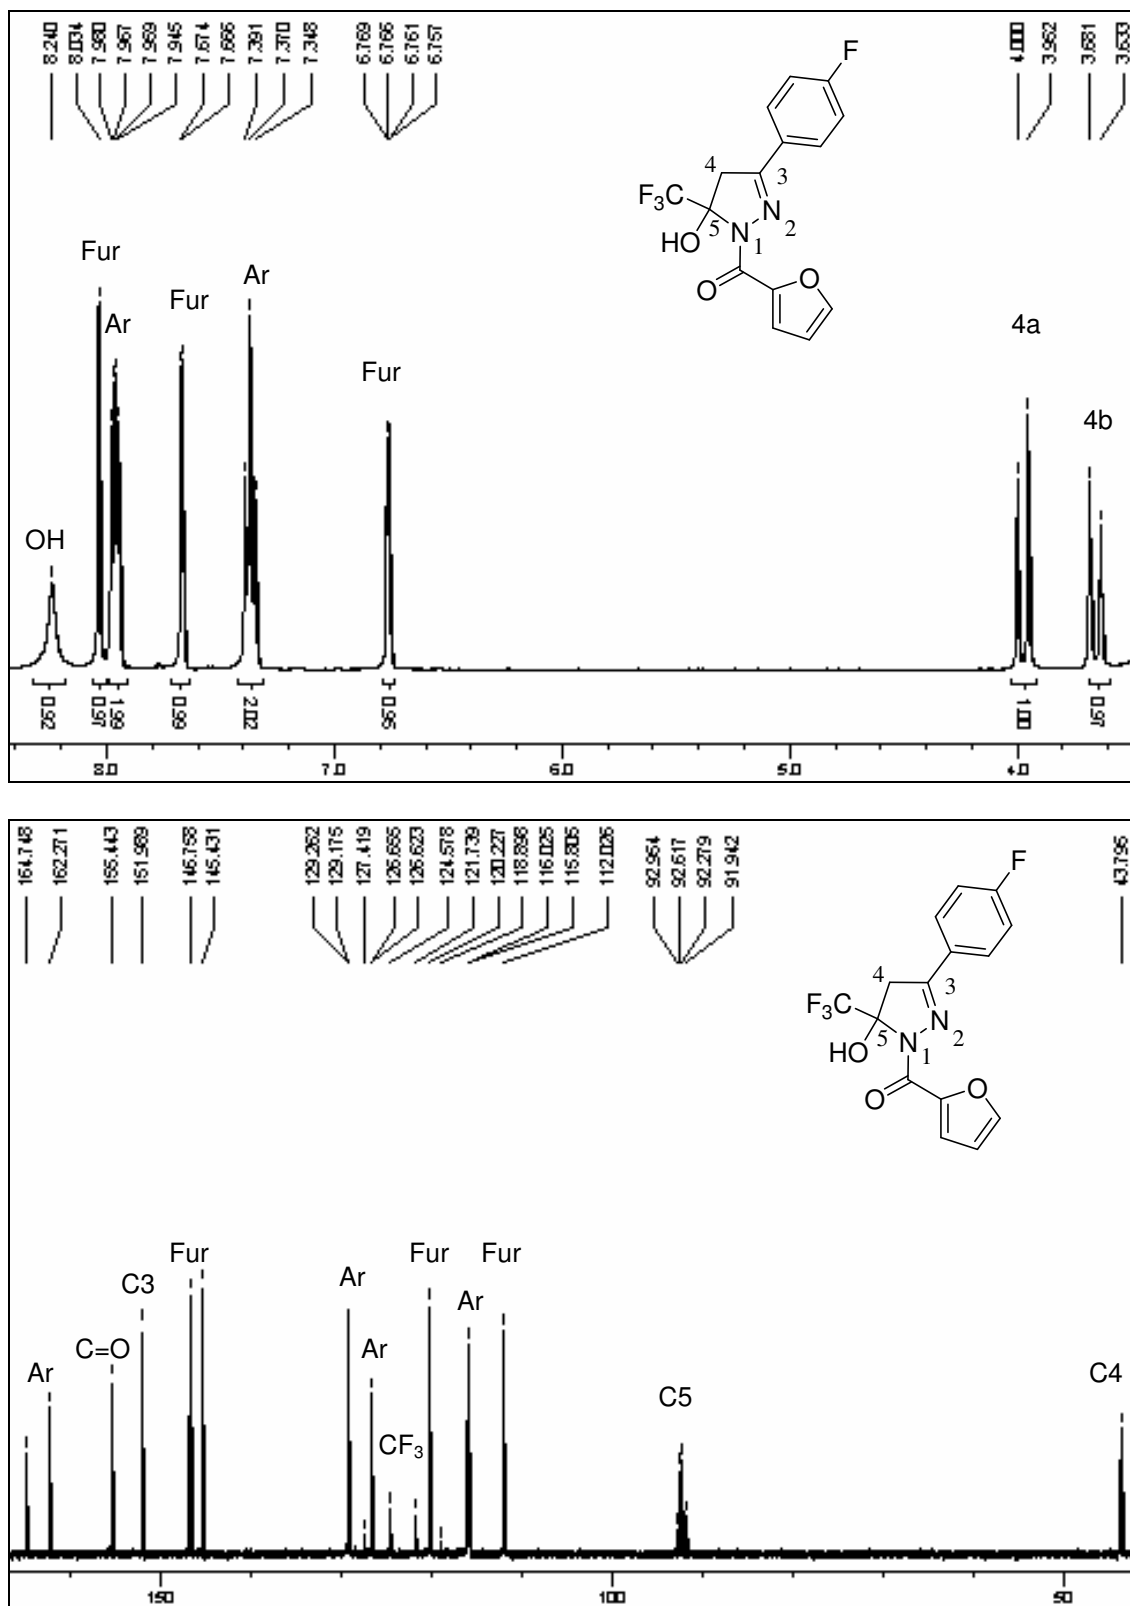 8.240 8.034 7.980 7.967 7.959 7.945 7.674 7.666 7.391 7.370 7.348 6.769 6.766 6.761 6.757 4.000 3.952 3.681 3.633
F
4
3
F₃C
N
5
N
2
HO
1
O
O
Fur
Ar
Fur
Ar
Fur
4a
4b
OH
0.92 0.97 1.99 0.99 2.02 0.96 1.00 0.97
8.0 7.0 6.0 5.0 4.0
164.748 162.271 155.443 151.989 146.758 145.431 129.262 129.175 127.419 126.655 126.623 124.578 121.739 120.227 118.898 116.025 115.805 112.026 92.954 92.617 92.279 91.942 43.795
F
4
3
F₃C
N
5
N
2
HO
1
O
O
Fur
Fur
Fur
C3
Ar
Ar
C=O
Ar
Ar
CF₃
C5
C4
150 100 50